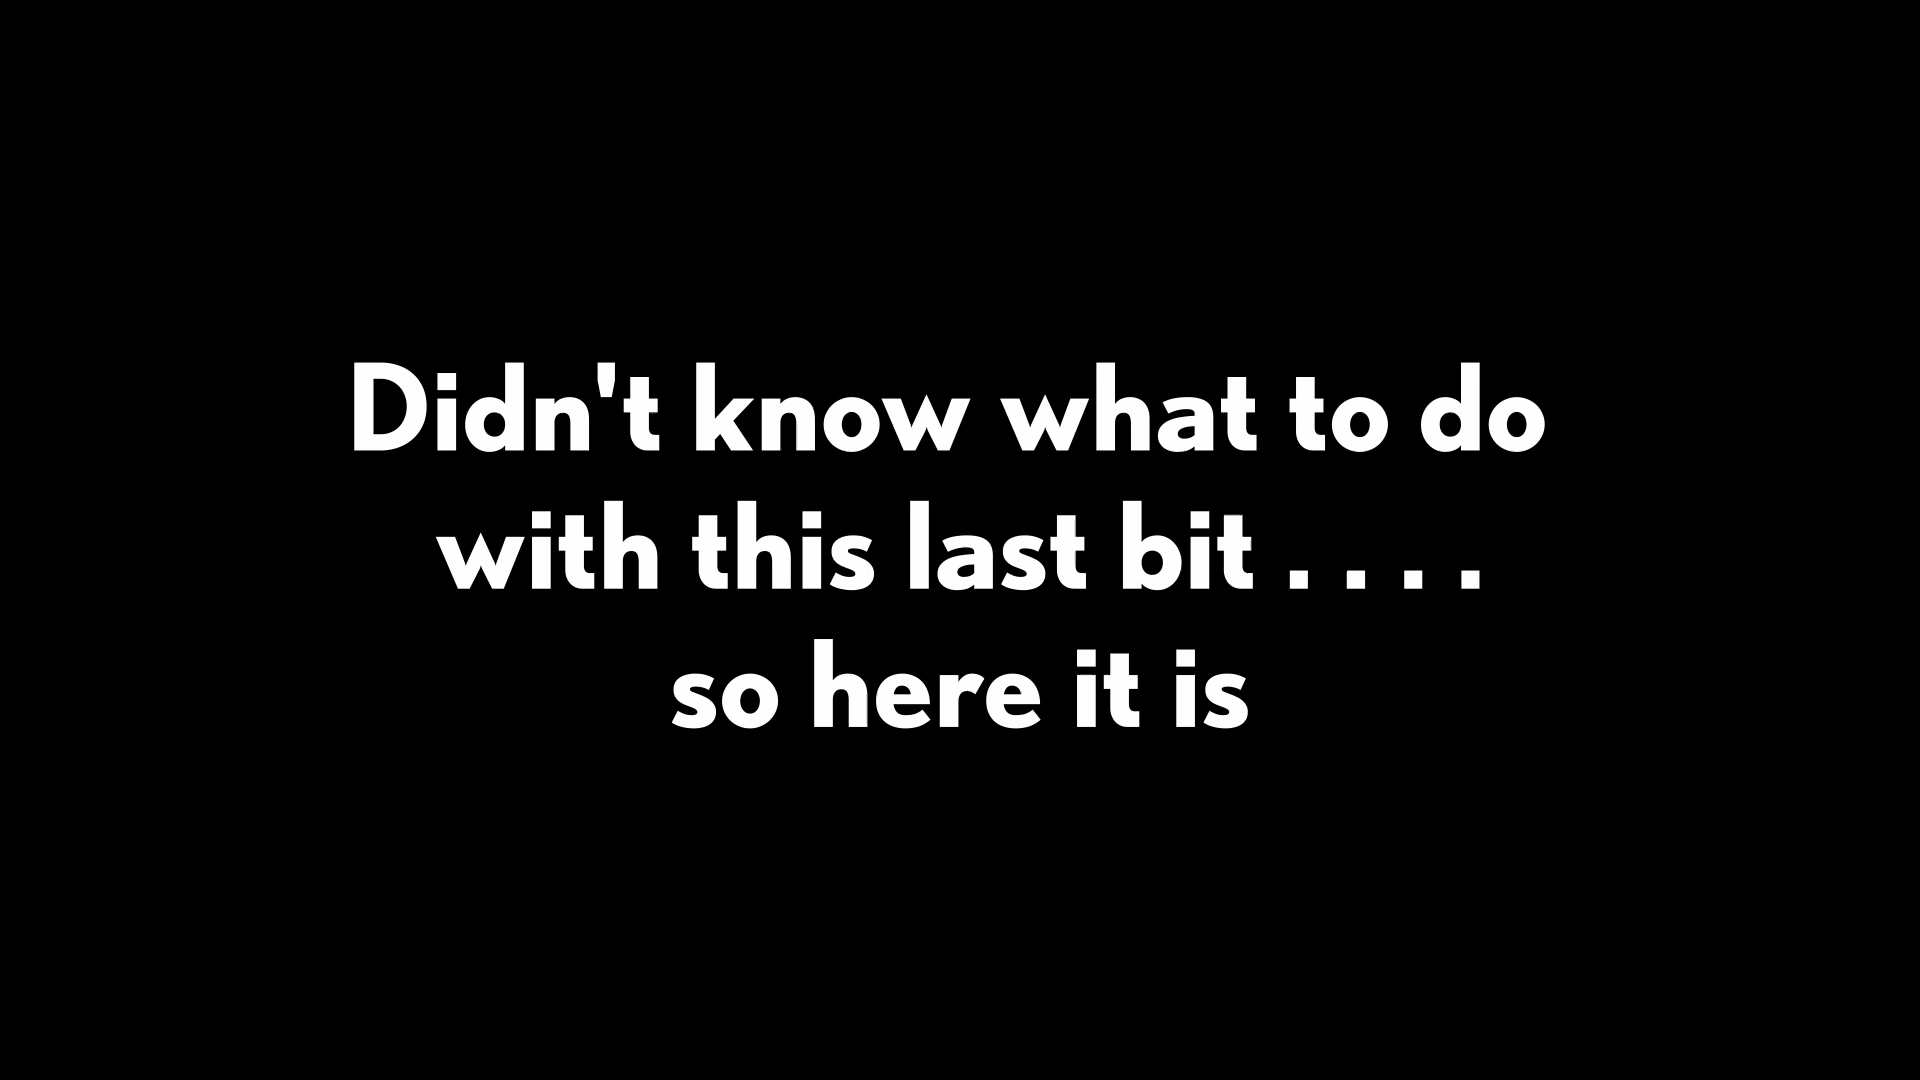 Didn't know what to do
with this last bit . . . .
so here it is